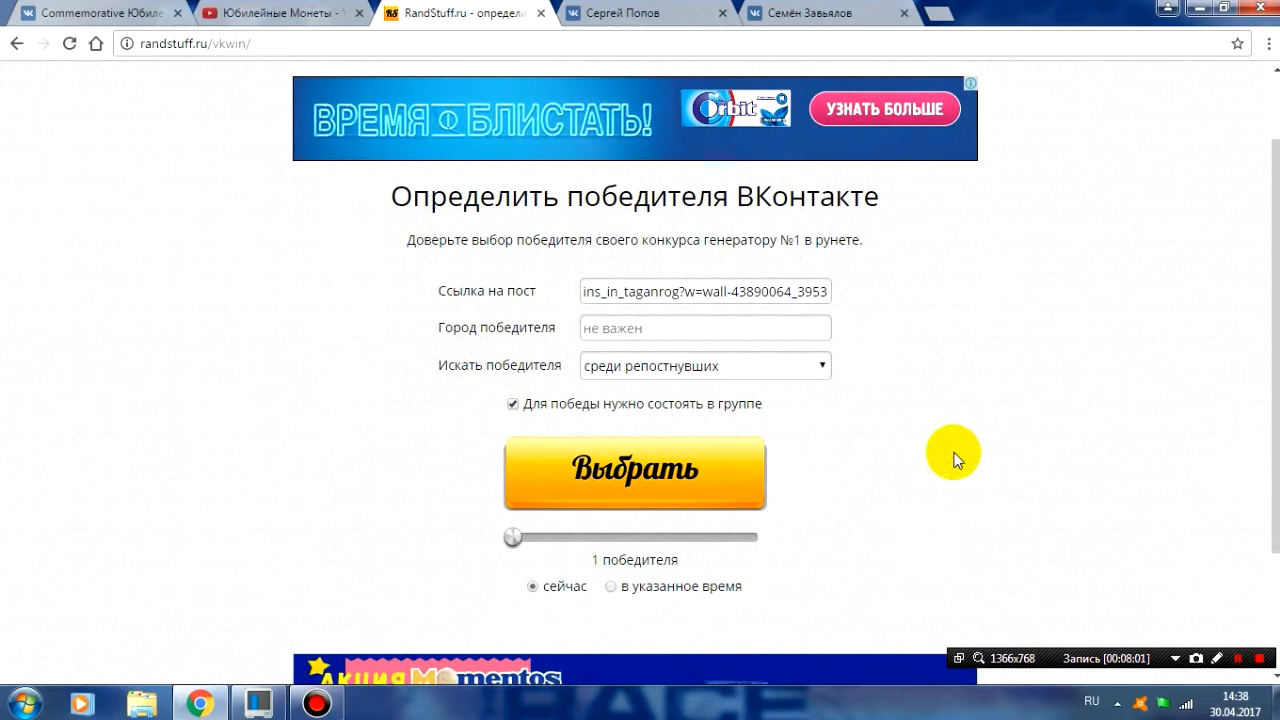 Commemorative.Юбиле
Юбилейные Монеты -
RandStuff.ru - определи
Сергей Попов
Семён Завьялов
randstuff.ru/vkwin/
ВРЕМЯ БЛИСТАТЬ!
Orbit
УЗНАТЬ БОЛЬШЕ
Определить победителя ВКонтакте
Доверьте выбор победителя своего конкурса генератору №1 в рунете.
Ссылка на пост
ins_in_taganrog?w=wall-43890064_3953
Город победителя
не важен
Искать победителя
среди репостнувших
Для победы нужно состоять в группе
Выбрать
1 победителя
сейчас
в указанное время
АКЦИЯ MOmentos
1366x768
Запись [00:08:01]
RU
14:38
30.04.2017